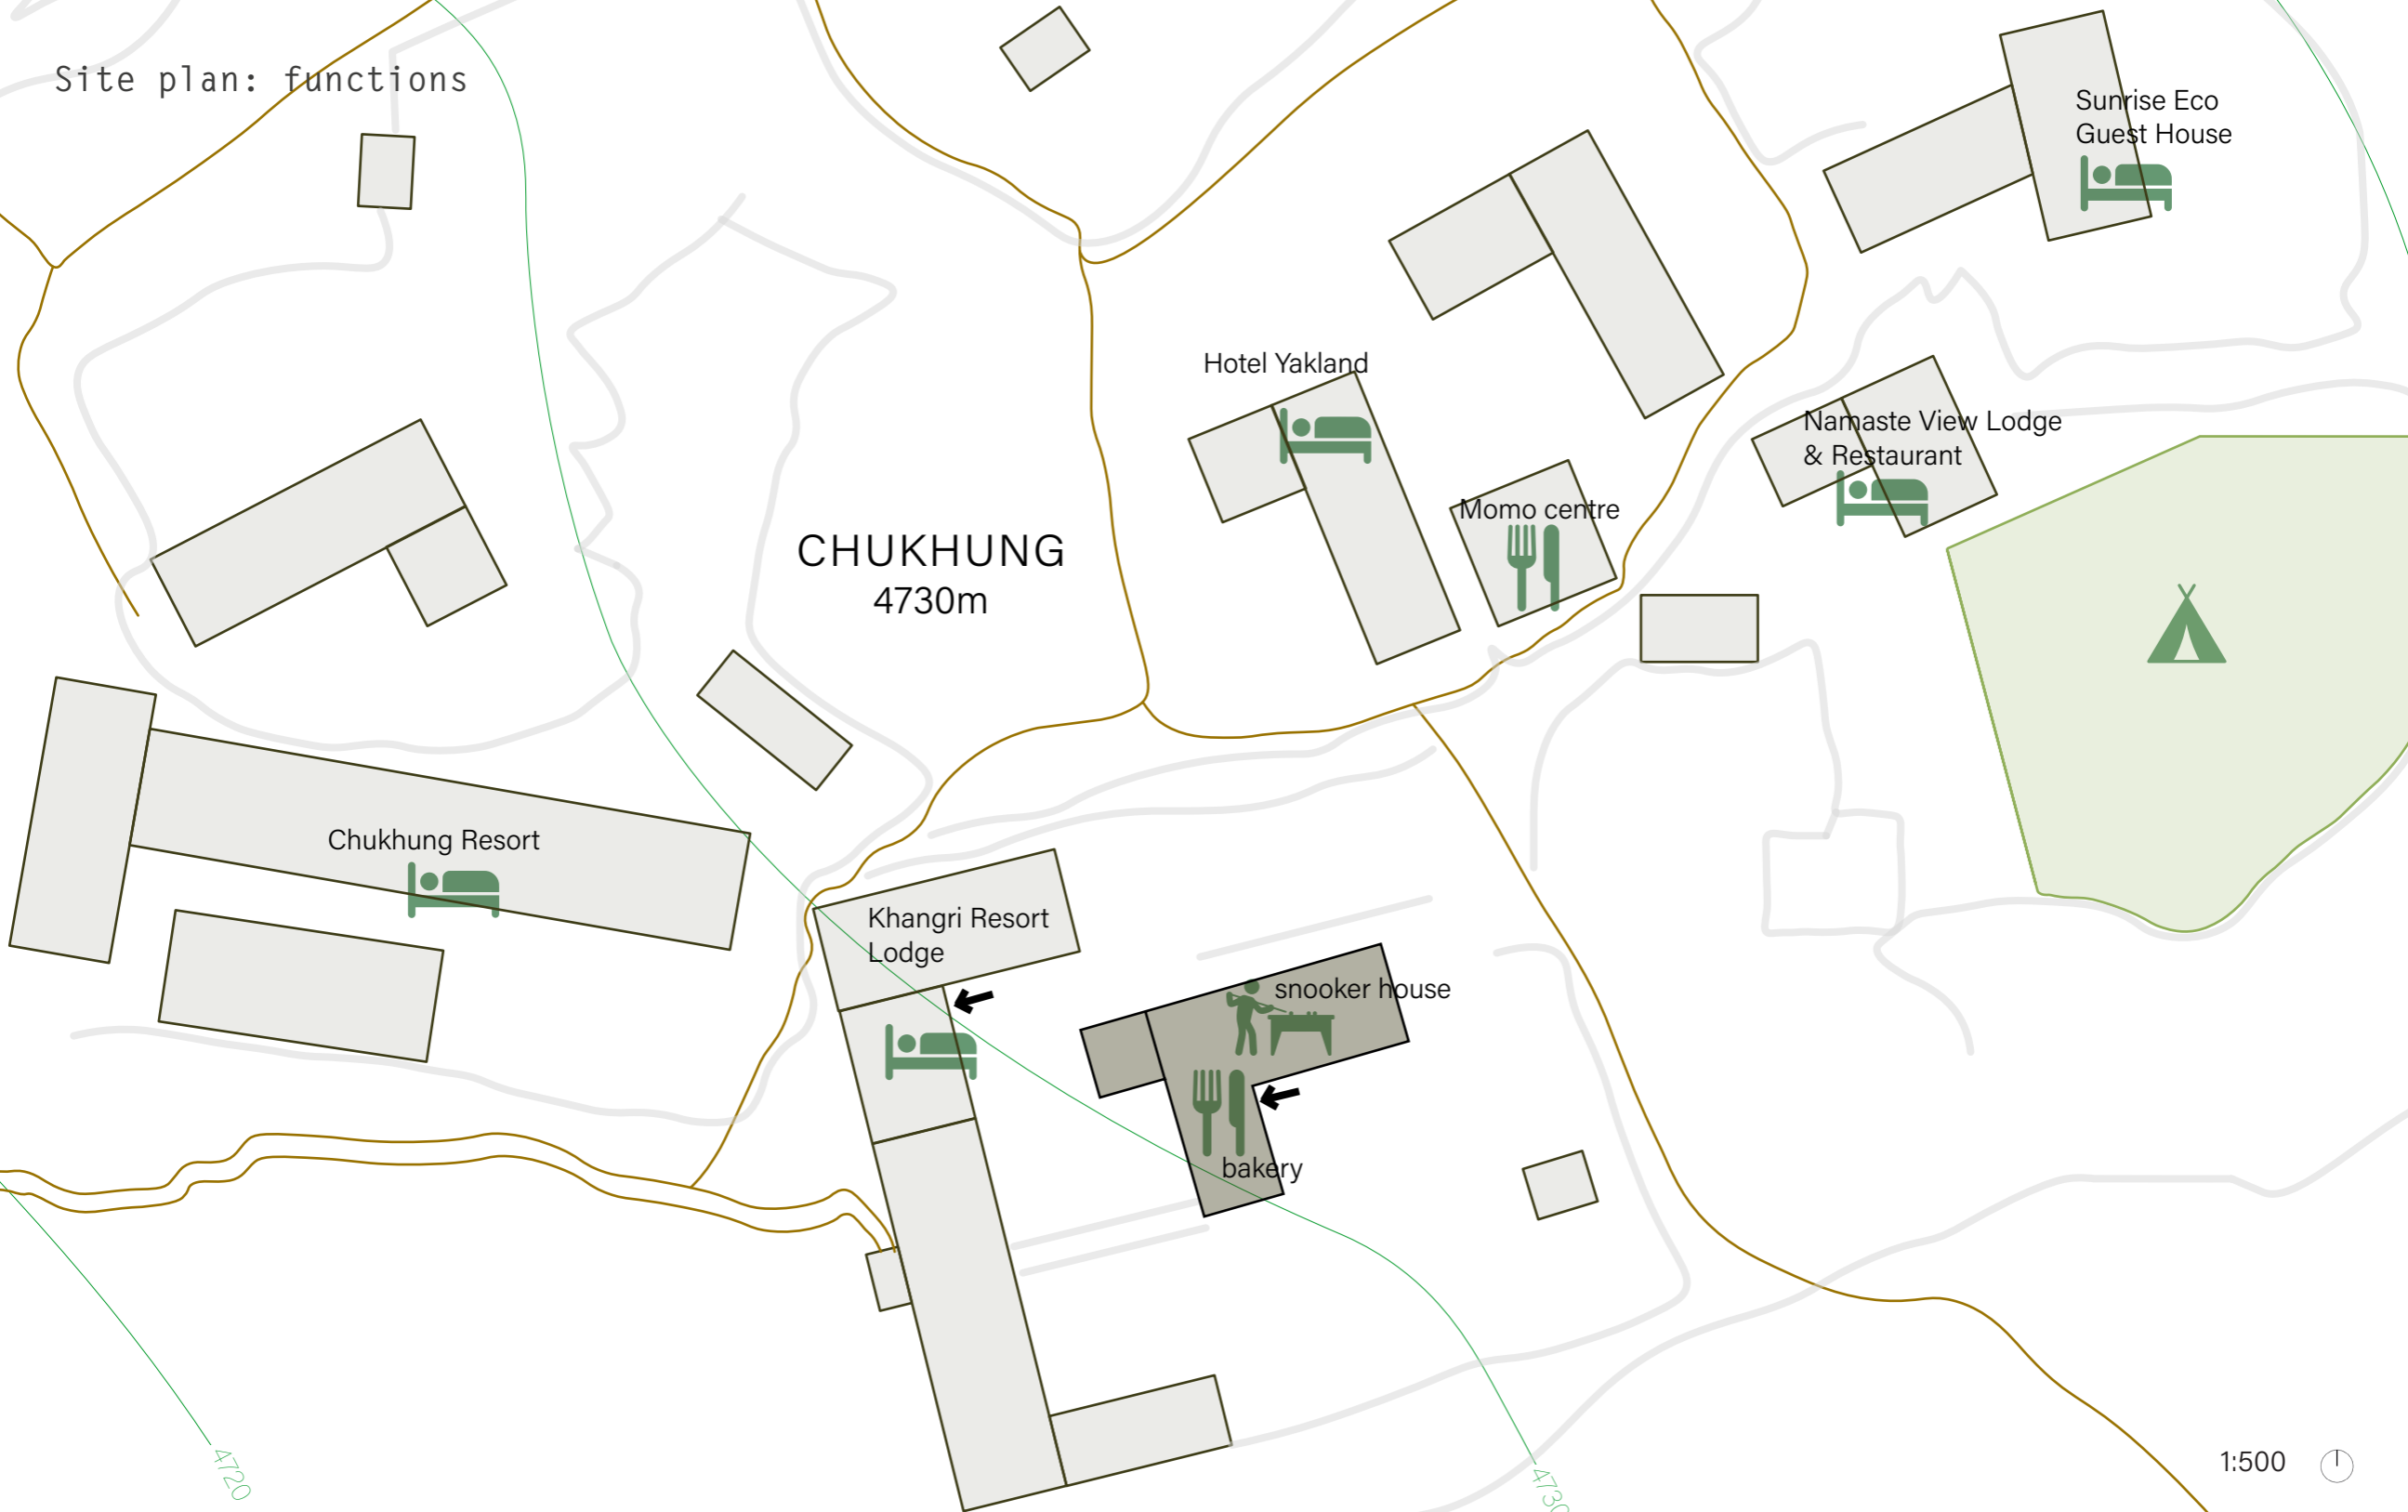 Site plan: functions
Sunrise Eco
Guest House
Hotel Yakland
Namaste View Lodge
& Restaurant
Momo centre
CHUKHUNG
4730m
Chukhung Resort
Khangri Resort
Lodge
snooker house
bakery
4720
4730
1:500